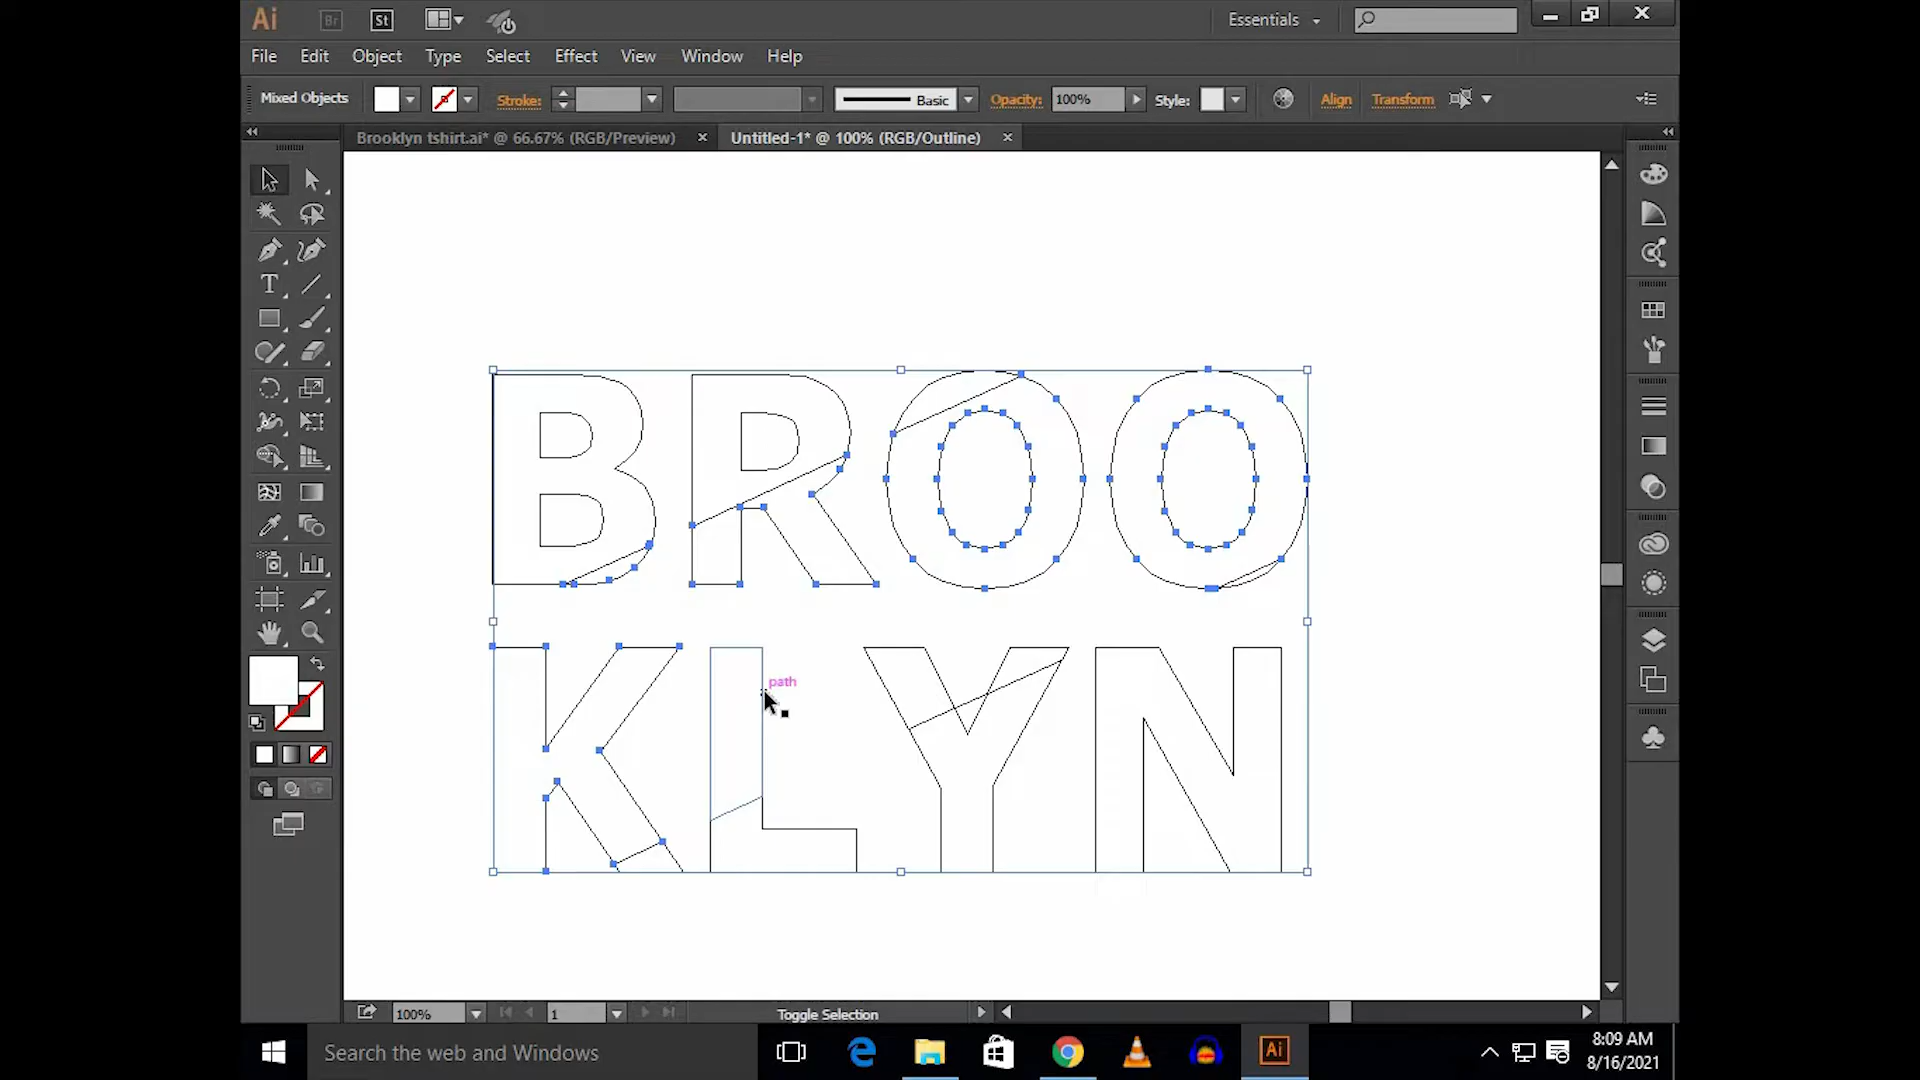 Ai Br St Essentials
File Edit Object Type Select Effect View Window Help
Mixed Objects Stroke: Basic Opacity: 100% Style: Align Transform
Brooklyn tshirt.ai* @ 66.67% (RGB/Preview) × Untitled-1* @ 100% (RGB/Outline) ×
BROO
KLYN
path
100% 1 Toggle Selection
Search the web and Windows
Ai
8:09 AM
8/16/2021